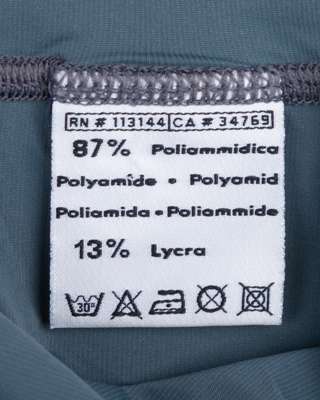 RN # 113144 CA # 34769
87% Poliammidica
Polyamide • Polyamid
Poliamida • Poliammide
13% Lycra
30°